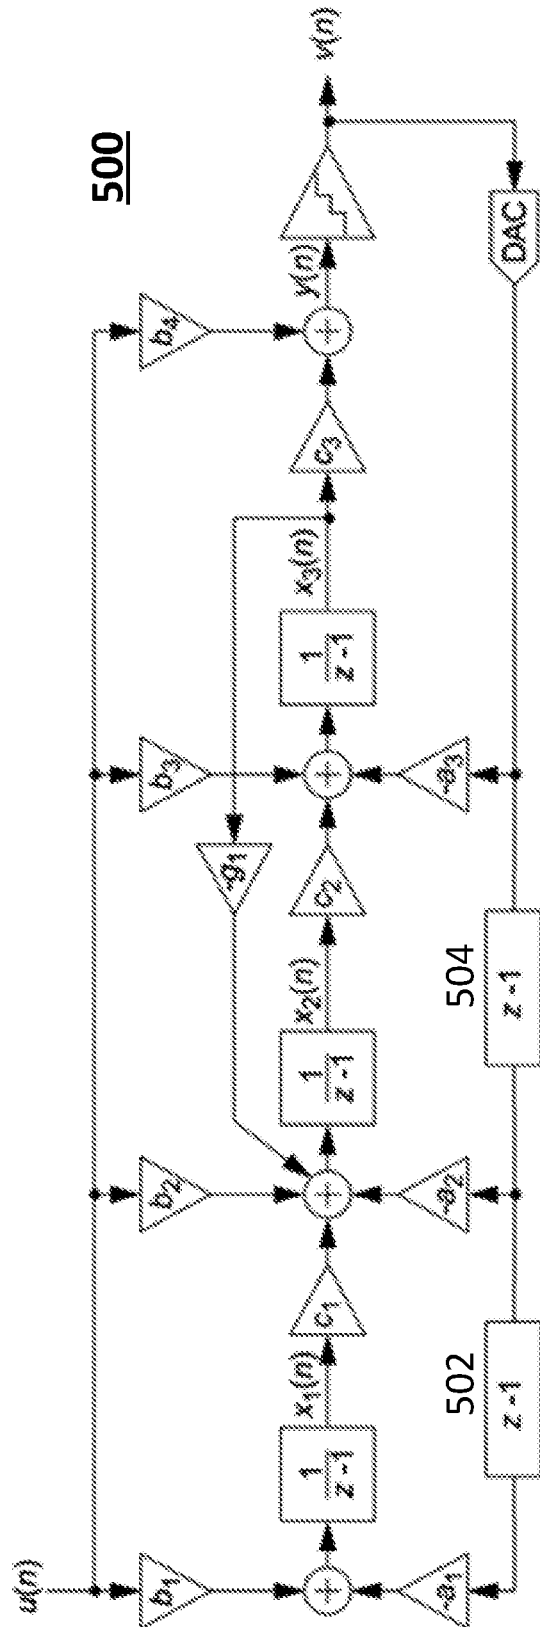 500
u(n)
b1
b2
b3
b4
-g1
x1(n)
x2(n)
x3(n)
y(n)
v(n)
1
z -1
c1
1
z -1
c2
1
z -1
c3
-a1
-a2
-a3
502
z -1
504
z -1
DAC